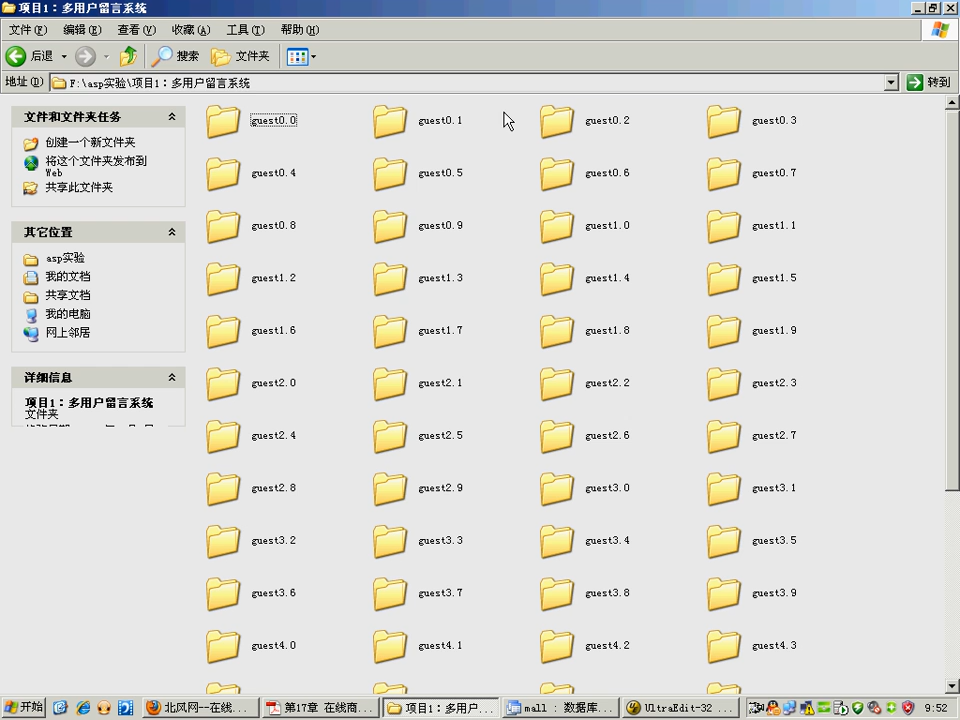 项目1：多用户留言系统
文件(F) 编辑(E) 查看(V) 收藏(A) 工具(T) 帮助(H)
后退 搜索 文件夹
地址(D) F:\asp实验\项目1：多用户留言系统 转到
文件和文件夹任务
创建一个新文件夹
将这个文件夹发布到
Web
共享此文件夹
其它位置
asp实验
我的文档
共享文档
我的电脑
网上邻居
详细信息
项目1：多用户留言系统
文件夹
guest0.0 guest0.1 guest0.2 guest0.3
guest0.4 guest0.5 guest0.6 guest0.7
guest0.8 guest0.9 guest1.0 guest1.1
guest1.2 guest1.3 guest1.4 guest1.5
guest1.6 guest1.7 guest1.8 guest1.9
guest2.0 guest2.1 guest2.2 guest2.3
guest2.4 guest2.5 guest2.6 guest2.7
guest2.8 guest2.9 guest3.0 guest3.1
guest3.2 guest3.3 guest3.4 guest3.5
guest3.6 guest3.7 guest3.8 guest3.9
guest4.0 guest4.1 guest4.2 guest4.3
开始 北风网--在线... 第17章 在线商... 项目1：多用户... mall : 数据库... UltraEdit-32 ... 9:52